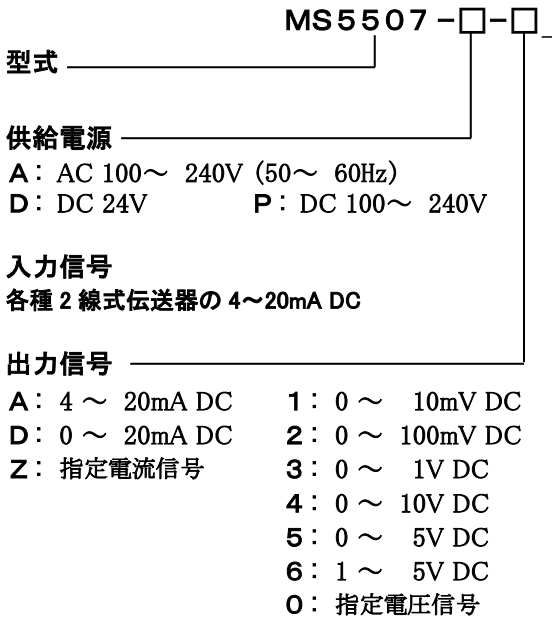 MS5507-□-□_
型式
供給電源
A：AC 100～ 240V（50～ 60Hz）
D：DC 24V P：DC 100～ 240V
入力信号
各種 2 線式伝送器の 4～20mA DC
出力信号
A：4 ～ 20mA DC 1：0 ～ 10mV DC
D：0 ～ 20mA DC 2：0 ～ 100mV DC
Z：指定電流信号 3：0 ～ 1V DC
4：0 ～ 10V DC
5：0 ～ 5V DC
6：1 ～ 5V DC
0：指定電圧信号